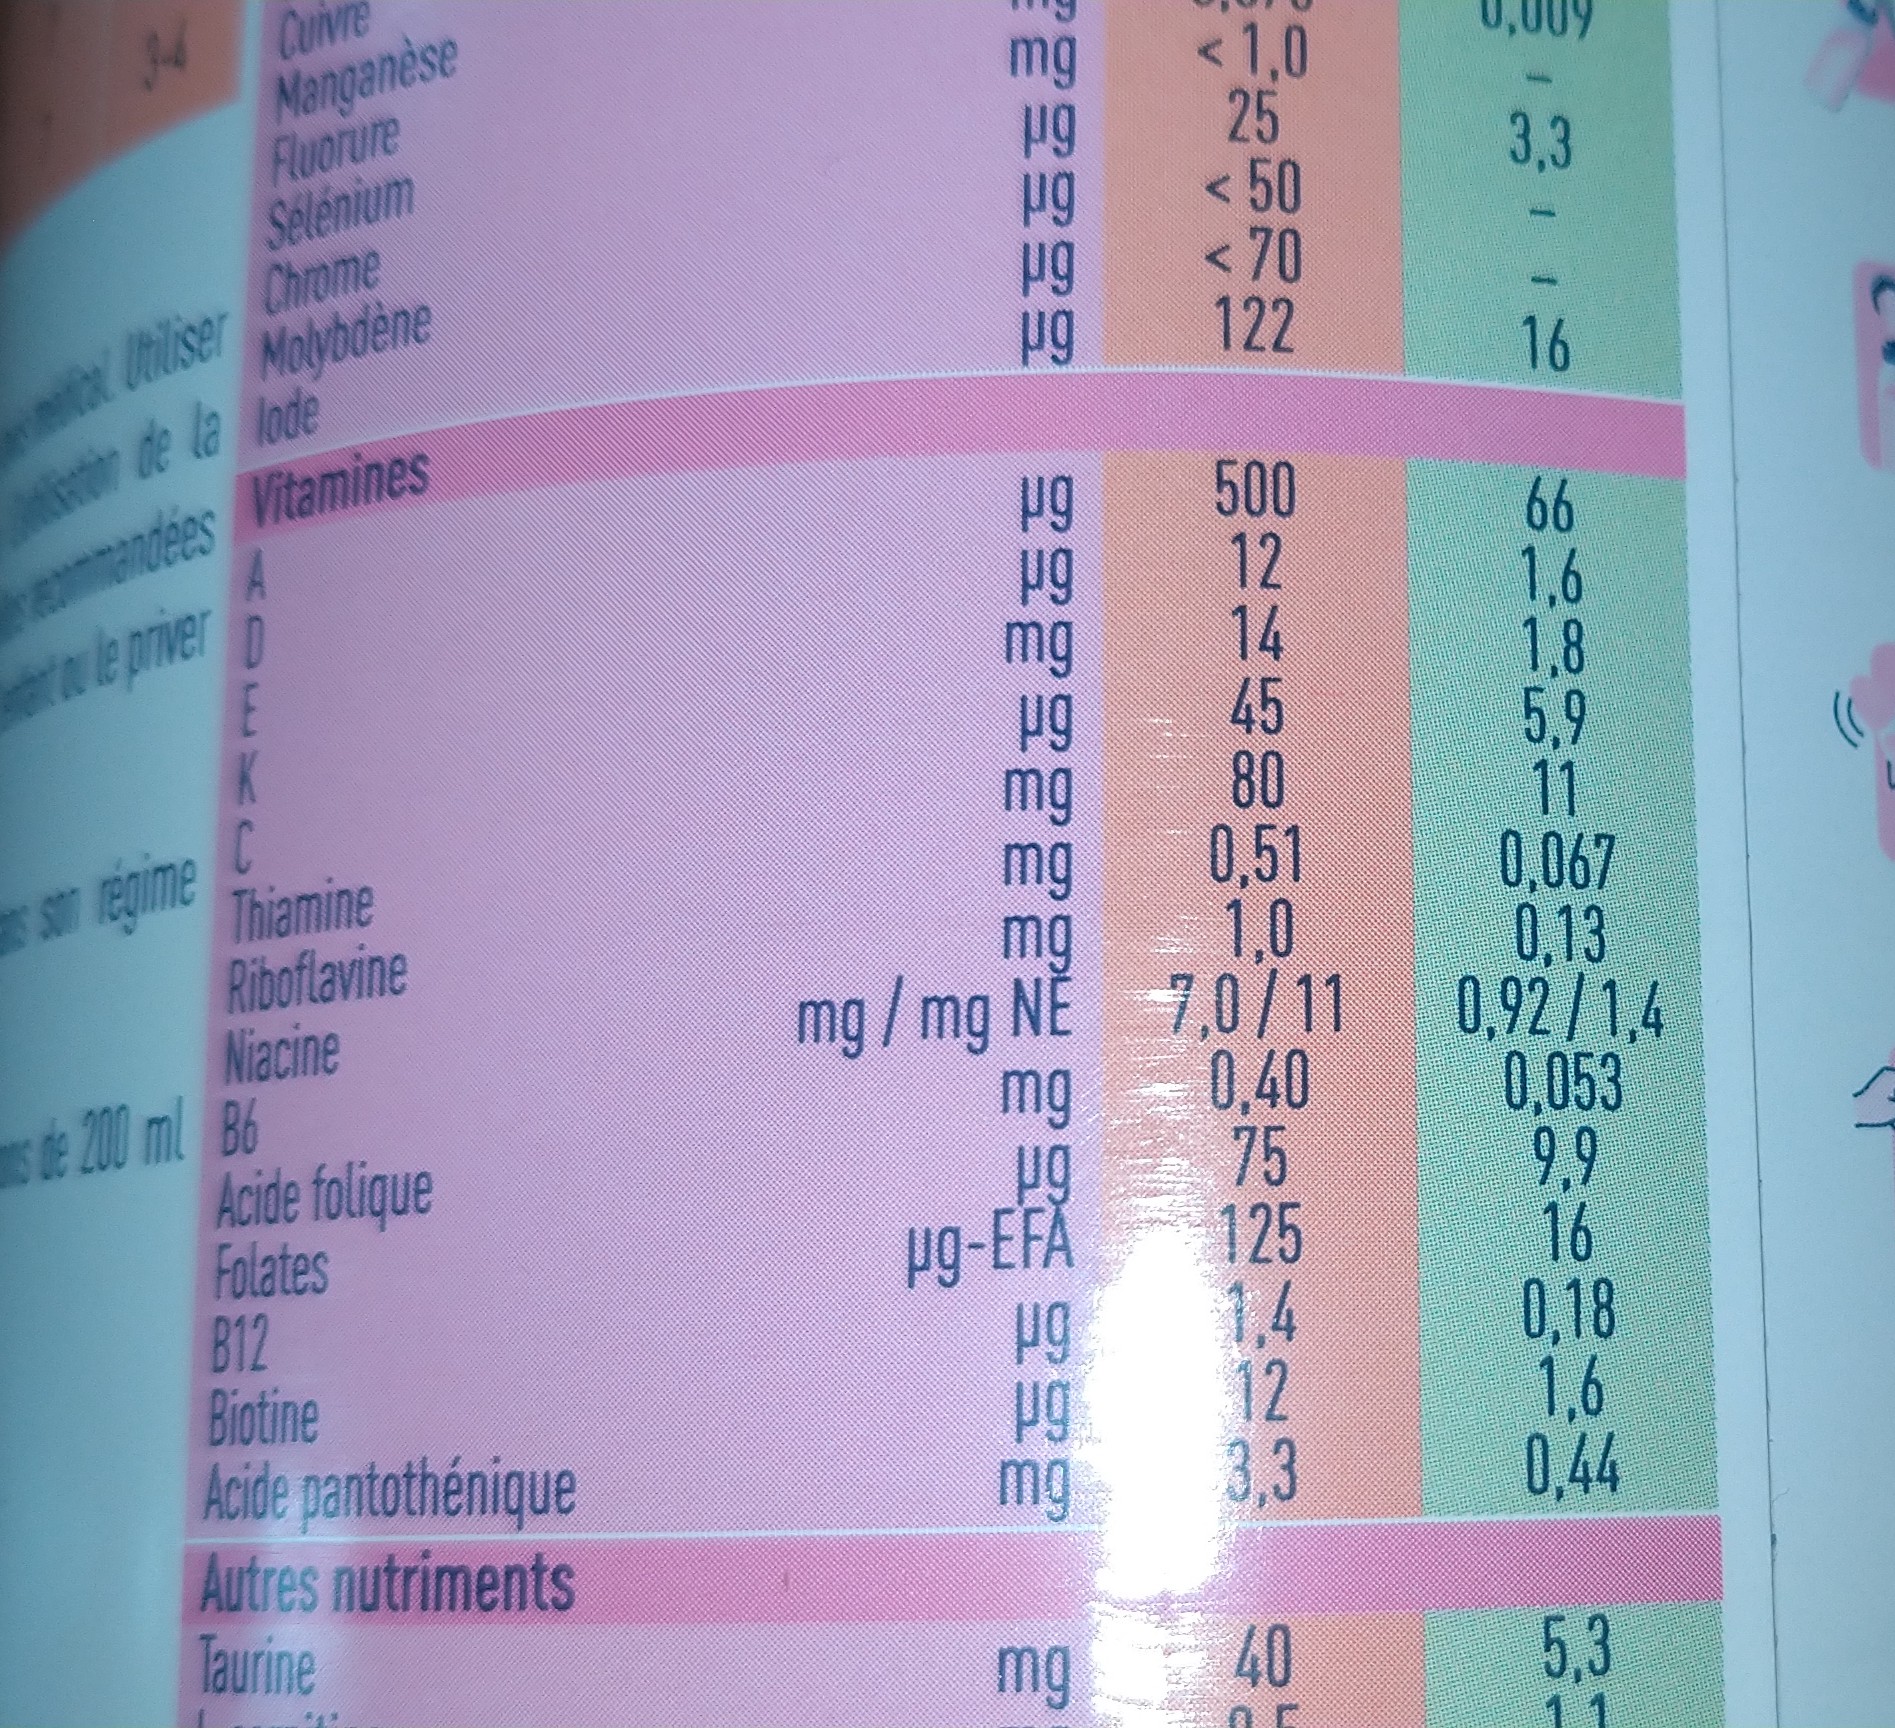 3-4
Cuivre
Manganèse mg 0,009
Fluorure mg < 1,0 –
Sélénium µg 25 3,3
Chrome µg < 50 –
Molybdène µg < 70 –
Iode µg 122 16
médical. Utiliser
de la
recommandées
ou le priver
son régime
de 200 ml
Vitamines
A µg 500 66
D µg 12 1,6
E mg 14 1,8
K µg 45 5,9
C mg 80 11
Thiamine mg 0,51 0,067
Riboflavine mg 1,0 0,13
Niacine mg / mg NE 7,0 / 11 0,92 / 1,4
B6 mg 0,40 0,053
Acide folique µg 75 9,9
Folates µg-EFA 125 16
B12 µg 1,4 0,18
Biotine µg 12 1,6
Acide pantothénique mg 3,3 0,44
Autres nutriments
Taurine mg 40 5,3